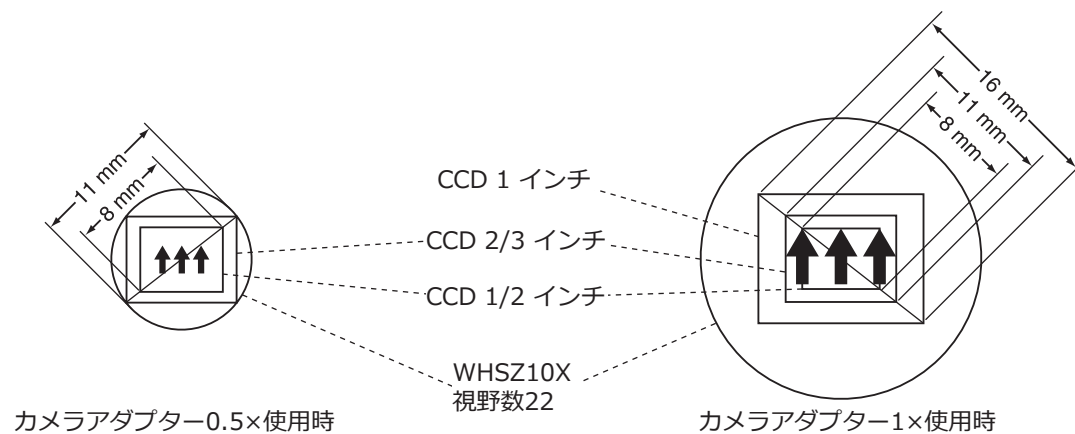 16 mm
11 mm
8 mm
11 mm
8 mm
CCD 1 インチ
CCD 2/3 インチ
CCD 1/2 インチ
WHSZ10X
視野数22
カメラアダプター0.5×使用時
カメラアダプター1×使用時